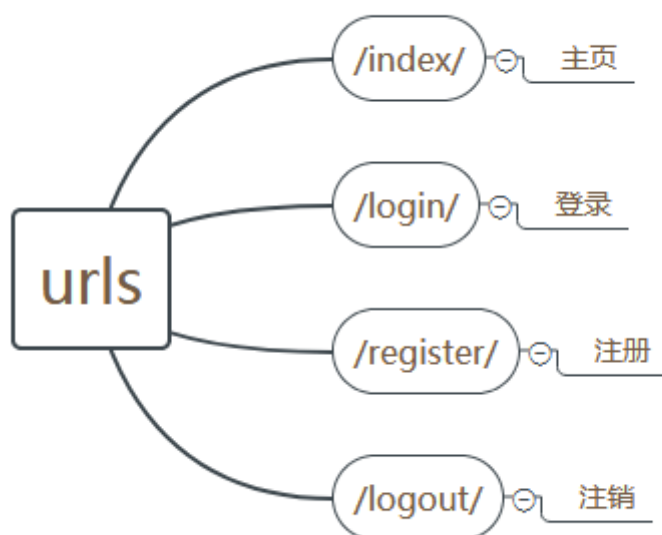 /index/ 主页
/login/ 登录
urls
/register/ 注册
/logout/ 注销